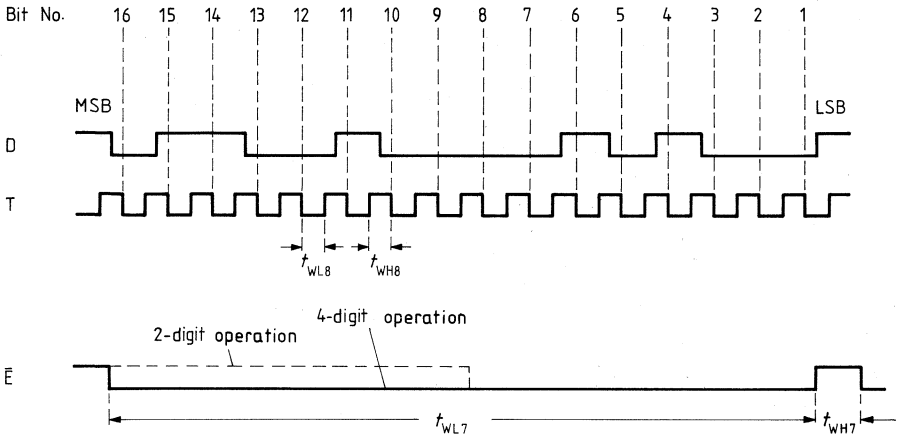 Bit No. 16 15 14 13 12 11 10 9 8 7 6 5 4 3 2 1
MSB LSB
D
T
tWL8 tWH8
4-digit operation
2-digit operation
Ē
tWL7 tWH7